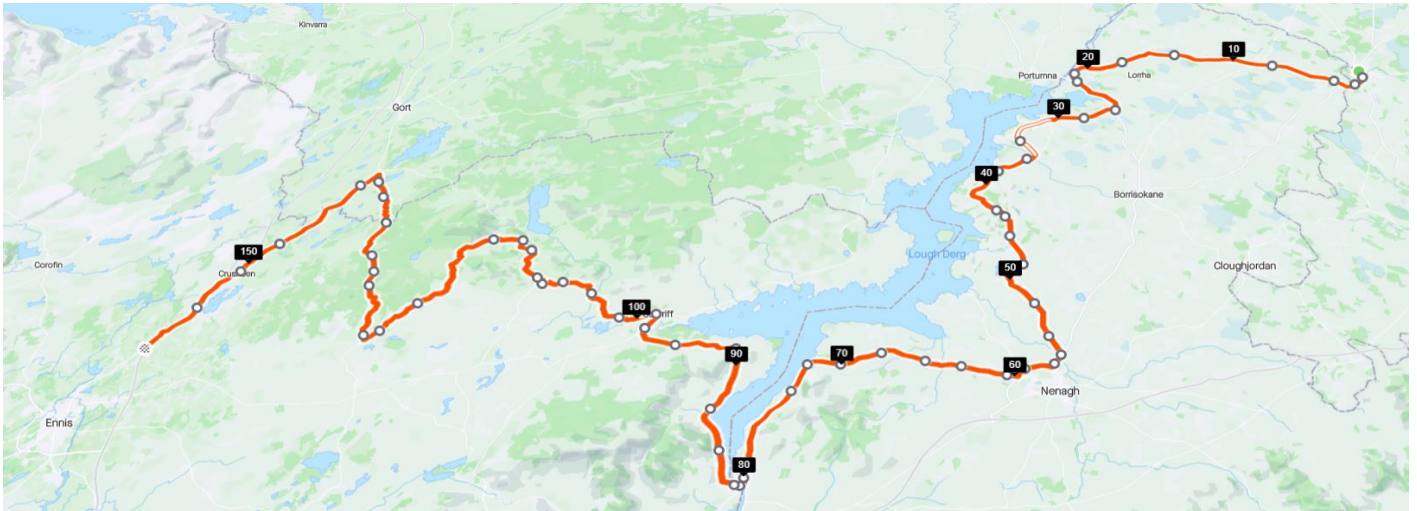 Kinvarra
10
20
Portumna
Lorrha
Gort
30
40
Borrisokane
150
Lough Derg
Corofin
50
Cloughjordan
100
90
70
60
Nenagh
Ennis
80